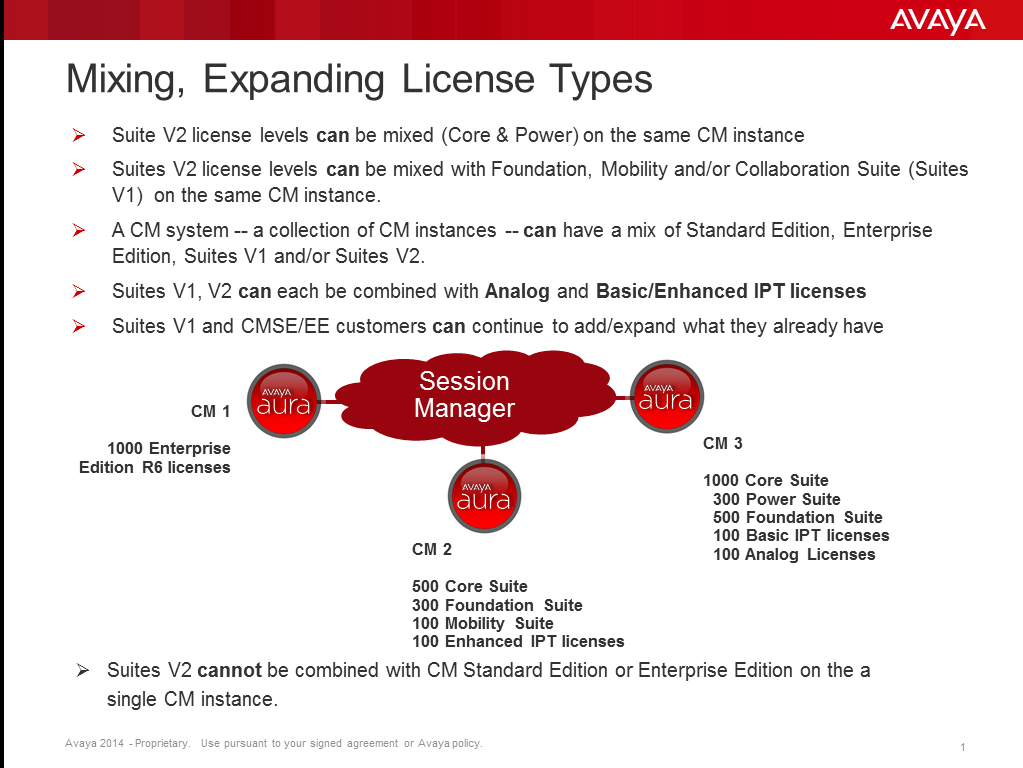 AVAYA
Mixing, Expanding License Types
Suite V2 license levels can be mixed (Core & Power) on the same CM instance
Suites V2 license levels can be mixed with Foundation, Mobility and/or Collaboration Suite (Suites
V1) on the same CM instance.
A CM system -- a collection of CM instances -- can have a mix of Standard Edition, Enterprise
Edition, Suites V1 and/or Suites V2.
Suites V1, V2 can each be combined with Analog and Basic/Enhanced IPT licenses
Suites V1 and CMSE/EE customers can continue to add/expand what they already have
Session
Manager
AVAYA
aura
CM 1
1000 Enterprise
Edition R6 licenses
AVAYA
aura
CM 2
500 Core Suite
300 Foundation Suite
100 Mobility Suite
100 Enhanced IPT licenses
AVAYA
aura
CM 3
1000 Core Suite
300 Power Suite
500 Foundation Suite
100 Basic IPT licenses
100 Analog Licenses
Suites V2 cannot be combined with CM Standard Edition or Enterprise Edition on the a
single CM instance.
Avaya 2014 - Proprietary. Use pursuant to your signed agreement or Avaya policy.
1